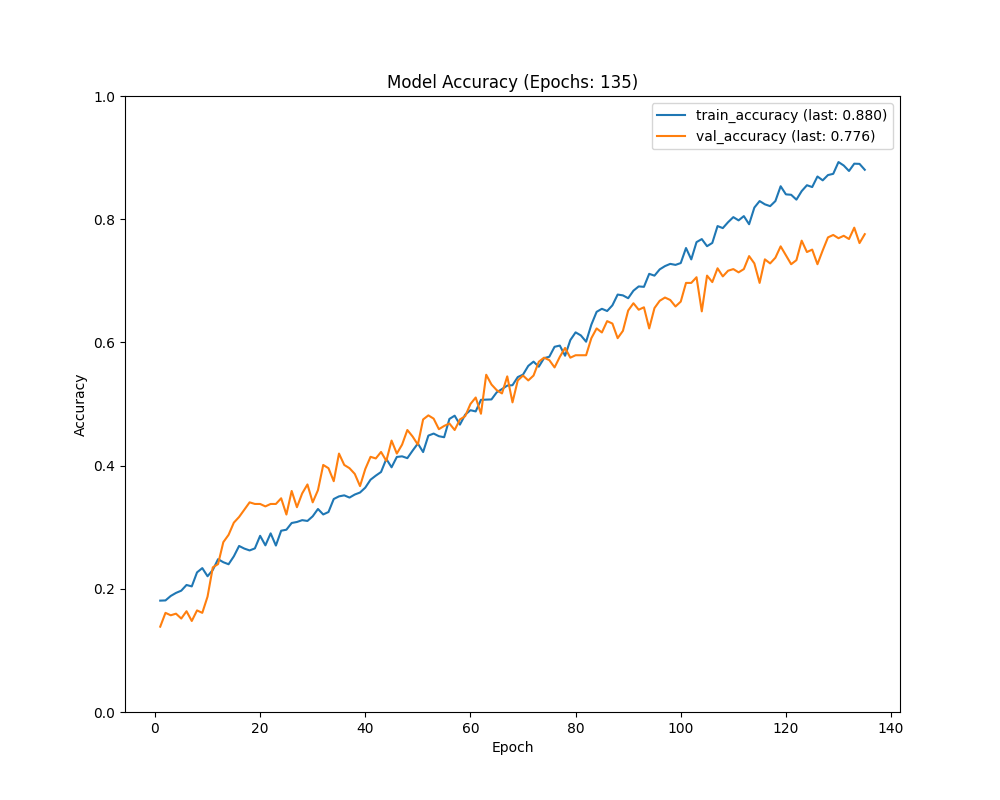 Model Accuracy (Epochs: 135)
train_accuracy (last: 0.880)
val_accuracy (last: 0.776)
1.0
0.8
0.6
0.4
0.2
0.0
Accuracy
0 20 40 60 80 100 120 140
Epoch